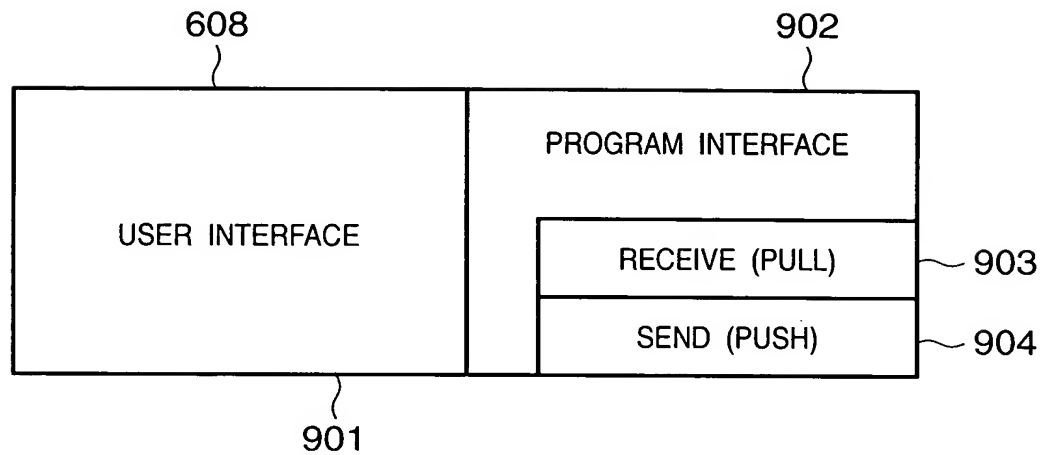 608
902
PROGRAM INTERFACE
USER INTERFACE
RECEIVE (PULL)
903
SEND (PUSH)
904
901